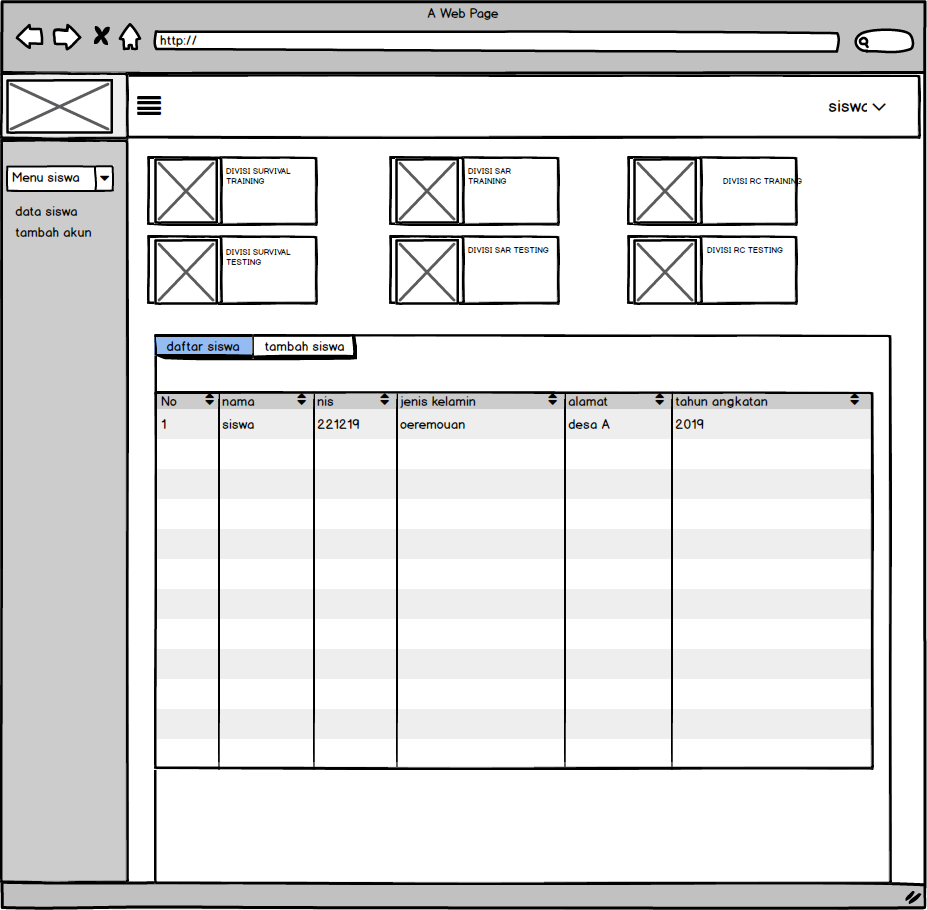 A Web Page
http://
siswa
Menu siswa
data siswa
tambah akun
DIVISI SURVIVAL
TRAINING
DIVISI SAR
TRAINING
DIVISI RC TRAINING
DIVISI SURVIVAL
TESTING
DIVISI SAR TESTING
DIVISI RC TESTING
daftar siswa
tambah siswa
No nama nis jenis kelamin alamat tahun angkatan
1 siswa 221219 oeremouan desa A 2019